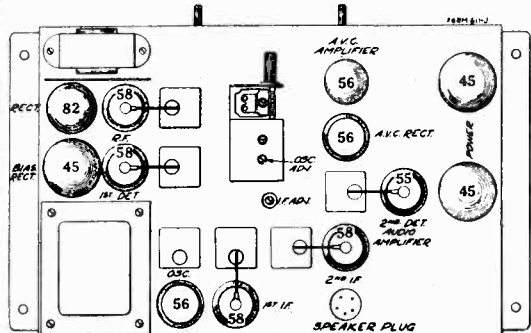 A.V.C.
AMPLIFIER
RECT.
82
58
R.F.
56
45
56
A.V.C. RECT.
POWER
BIAS
RECT.
45
58
1ST DET.
OSC.
ADJ.
I.F. ADJ.
55
45
2ND DET.
AUDIO
AMPLIFIER
58
2ND I.F.
OSC.
56
58
1ST I.F.
SPEAKER PLUG